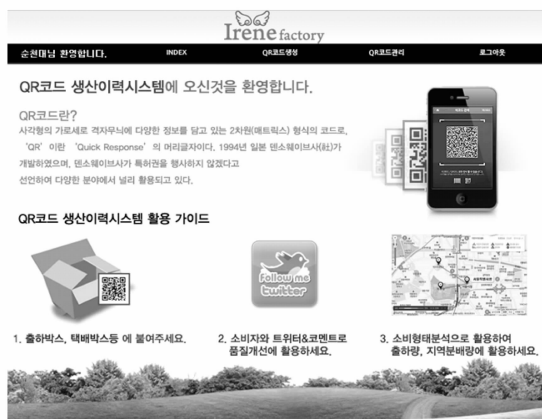 Irene factory
순천대님 환영합니다.
INDEX
QR코드생성
QR코드관리
로그아웃
QR코드 생산이력시스템에 오신것을 환영합니다.
QR코드란?
사각형의 가로세로 격자무늬에 다양한 정보를 담고 있는 2차원(매트릭스) 형식의 코드로,
'QR' 이란 'Quick Response' 의 머리글자이다. 1994년 일본 덴소웨이브사(社)가
개발하였으며, 덴소웨이브사가 특허권을 행사하지 않겠다고
선언하여 다양한 분야에서 널리 활용되고 있다.
QR코드 생산이력시스템 활용 가이드
Follow me
twitter
1. 출하박스, 택배박스등 에 붙여주세요.
2. 소비자와 트위터&코멘트로
품질개선에 활용하세요.
3. 소비형태분석으로 활용하여
출하량, 지역분배량에 활용하세요.